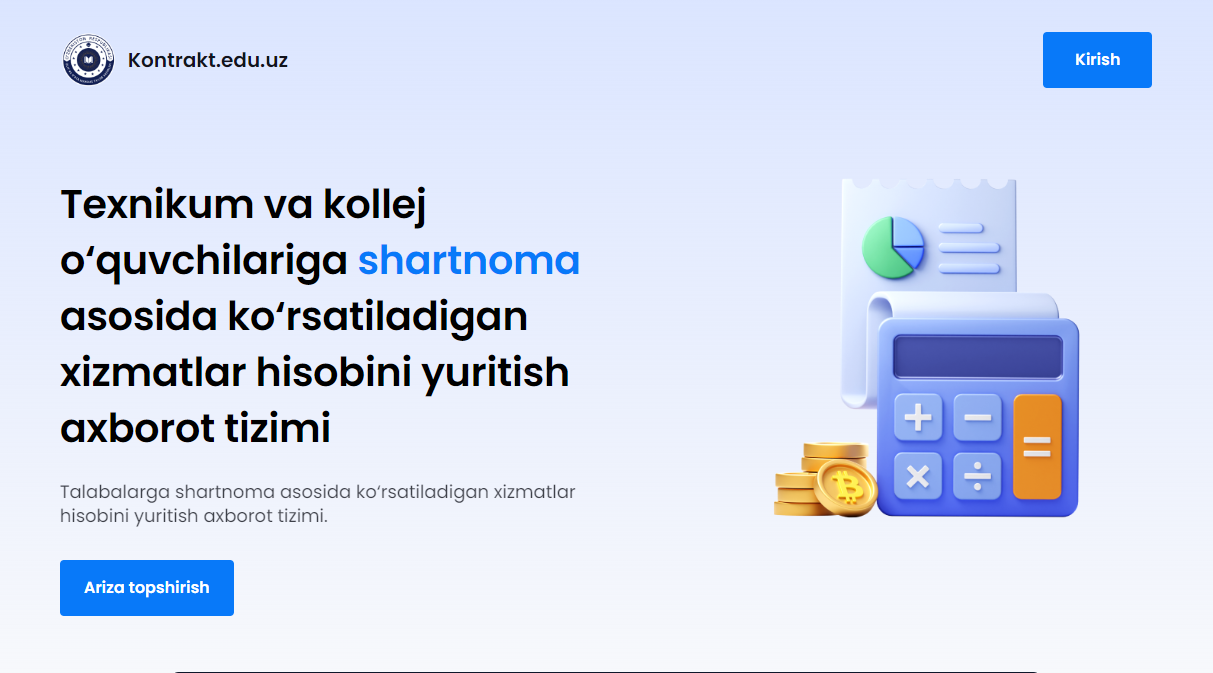 Kontrakt.edu.uz
Kirish
Texnikum va kollej
o‘quvchilariga shartnoma
asosida ko‘rsatiladigan
xizmatlar hisobini yuritish
axborot tizimi
Talabalarga shartnoma asosida ko‘rsatiladigan xizmatlar
hisobini yuritish axborot tizimi.
Ariza topshirish